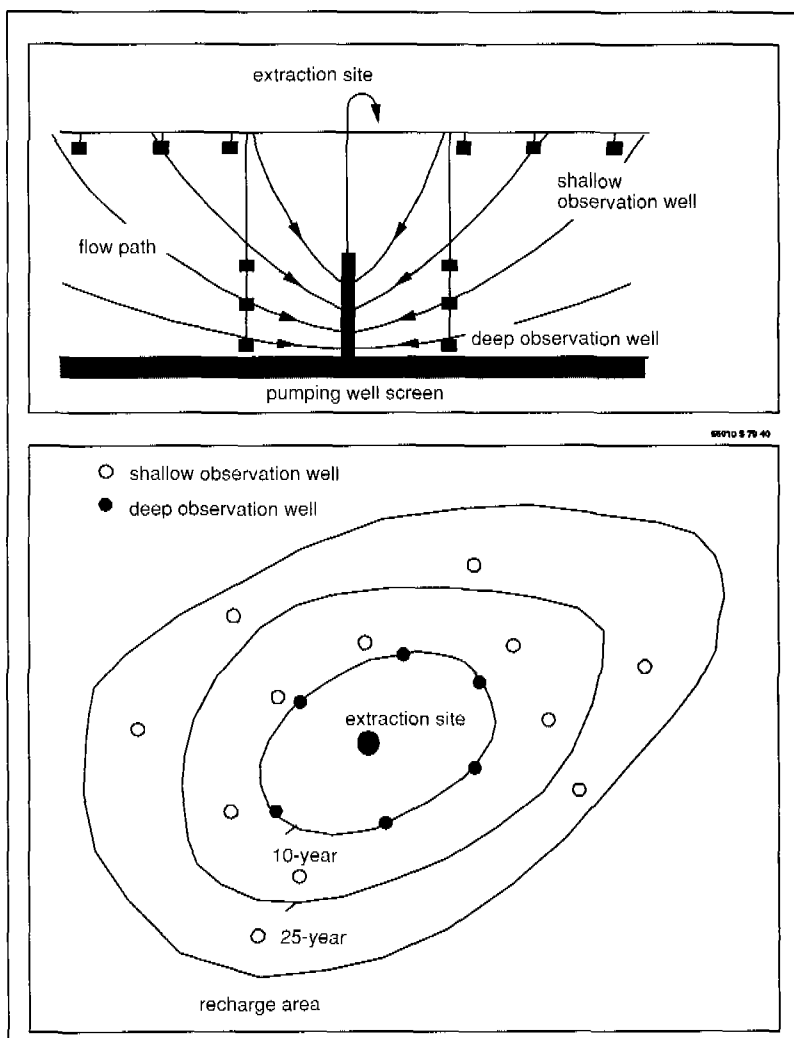 extraction site
shallow
observation well
flow path
deep observation well
pumping well screen
shallow observation well
deep observation well
extraction site
10-year
25-year
recharge area